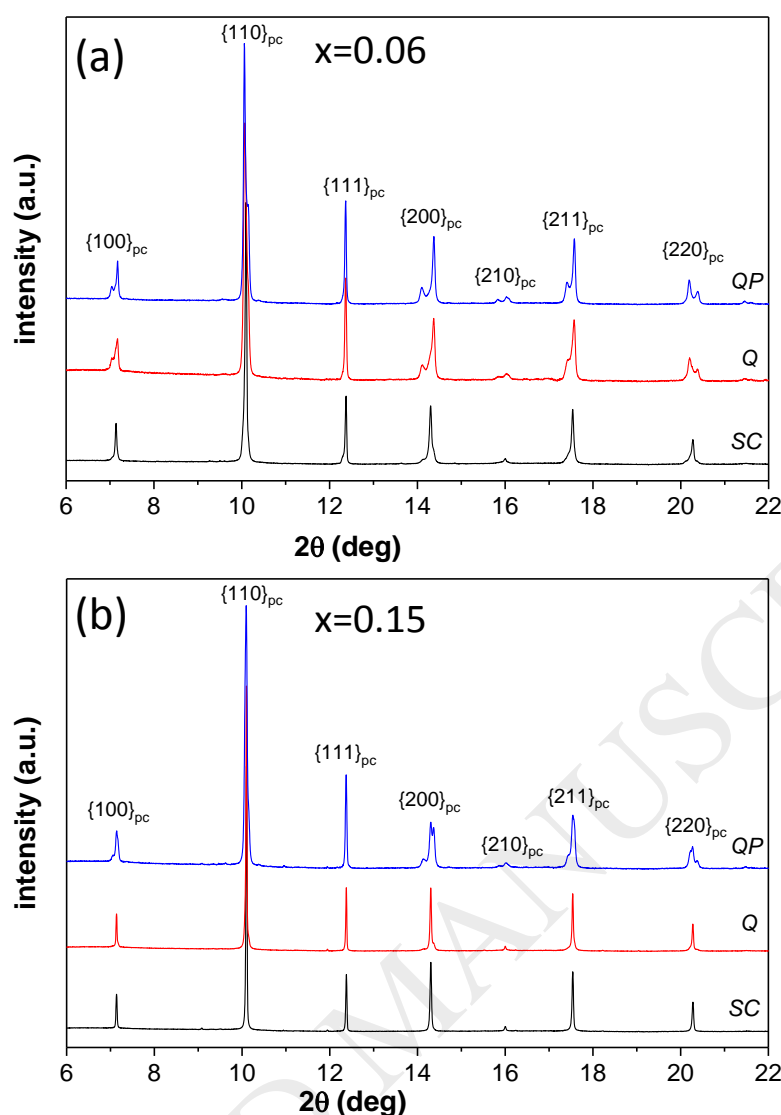 (a) x=0.06
{110}pc
{111}pc
{200}pc
{211}pc
{100}pc
{210}pc
{220}pc
QP
Q
SC
intensity (a.u.)
6 8 10 12 14 16 18 20 22
2θ (deg)
(b) x=0.15
{110}pc
{111}pc
{200}pc
{211}pc
{100}pc
{210}pc
{220}pc
QP
Q
SC
intensity (a.u.)
6 8 10 12 14 16 18 20 22
2θ (deg)
D MANUSC